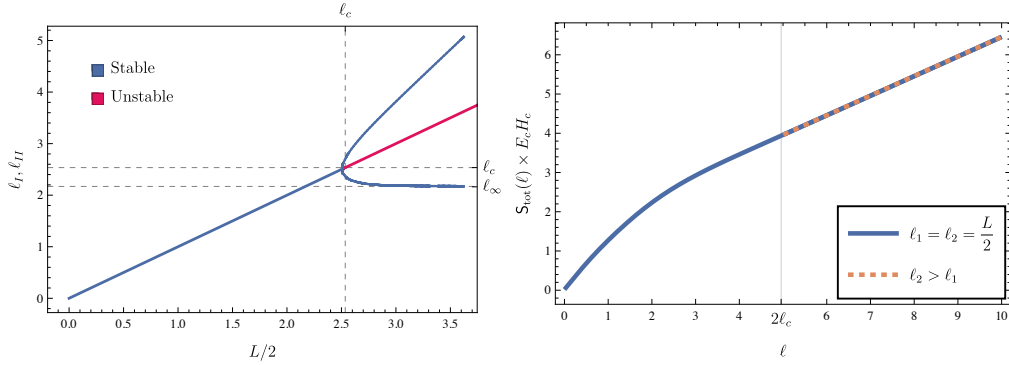 ℓ_c
5
4
3
2
1
0
ℓ_I, ℓ_II
Stable
Unstable
ℓ_c
ℓ_∞
0.0 0.5 1.0 1.5 2.0 2.5 3.0 3.5
L/2
6
5
4
3
2
1
0
S_tot(ℓ) × E_c H_c
ℓ_1 = ℓ_2 = L/2
ℓ_2 > ℓ_1
0 1 2 3 4 2ℓ_c 6 7 8 9 10
ℓ